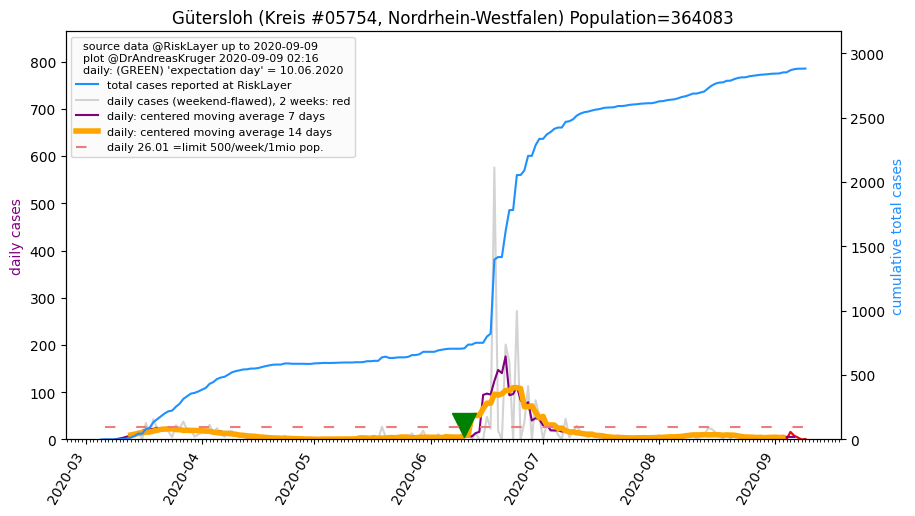 Gütersloh (Kreis #05754, Nordrhein-Westfalen) Population=364083
source data @RiskLayer up to 2020-09-09
plot @DrAndreasKruger 2020-09-09 02:16
daily: (GREEN) 'expectation day' = 10.06.2020
total cases reported at RiskLayer
daily cases (weekend-flawed), 2 weeks: red
daily: centered moving average 7 days
daily: centered moving average 14 days
daily 26.01 =limit 500/week/1mio pop.
daily cases
800
700
600
500
400
300
200
100
0
3000
2500
2000
1500
1000
500
0
cumulative total cases
2020-03
2020-04
2020-05
2020-06
2020-07
2020-08
2020-09